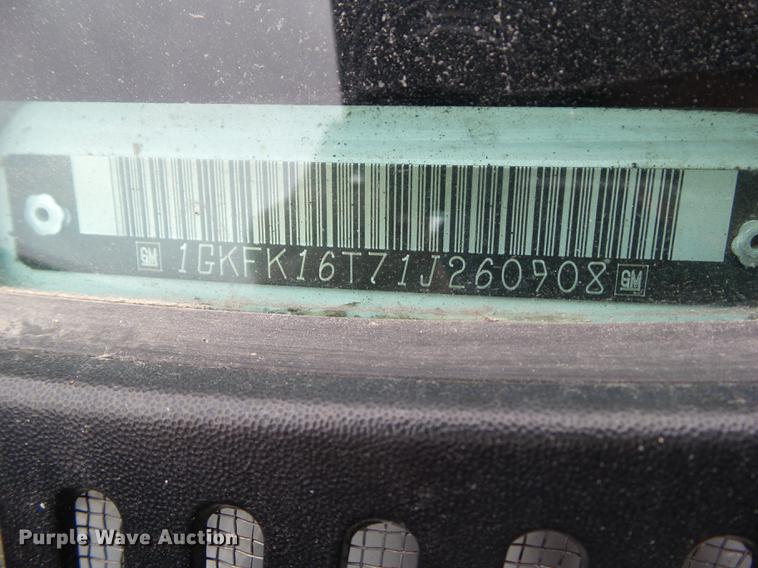 GM 1GKFK16T71J260908 GM
Purple Wave Auction